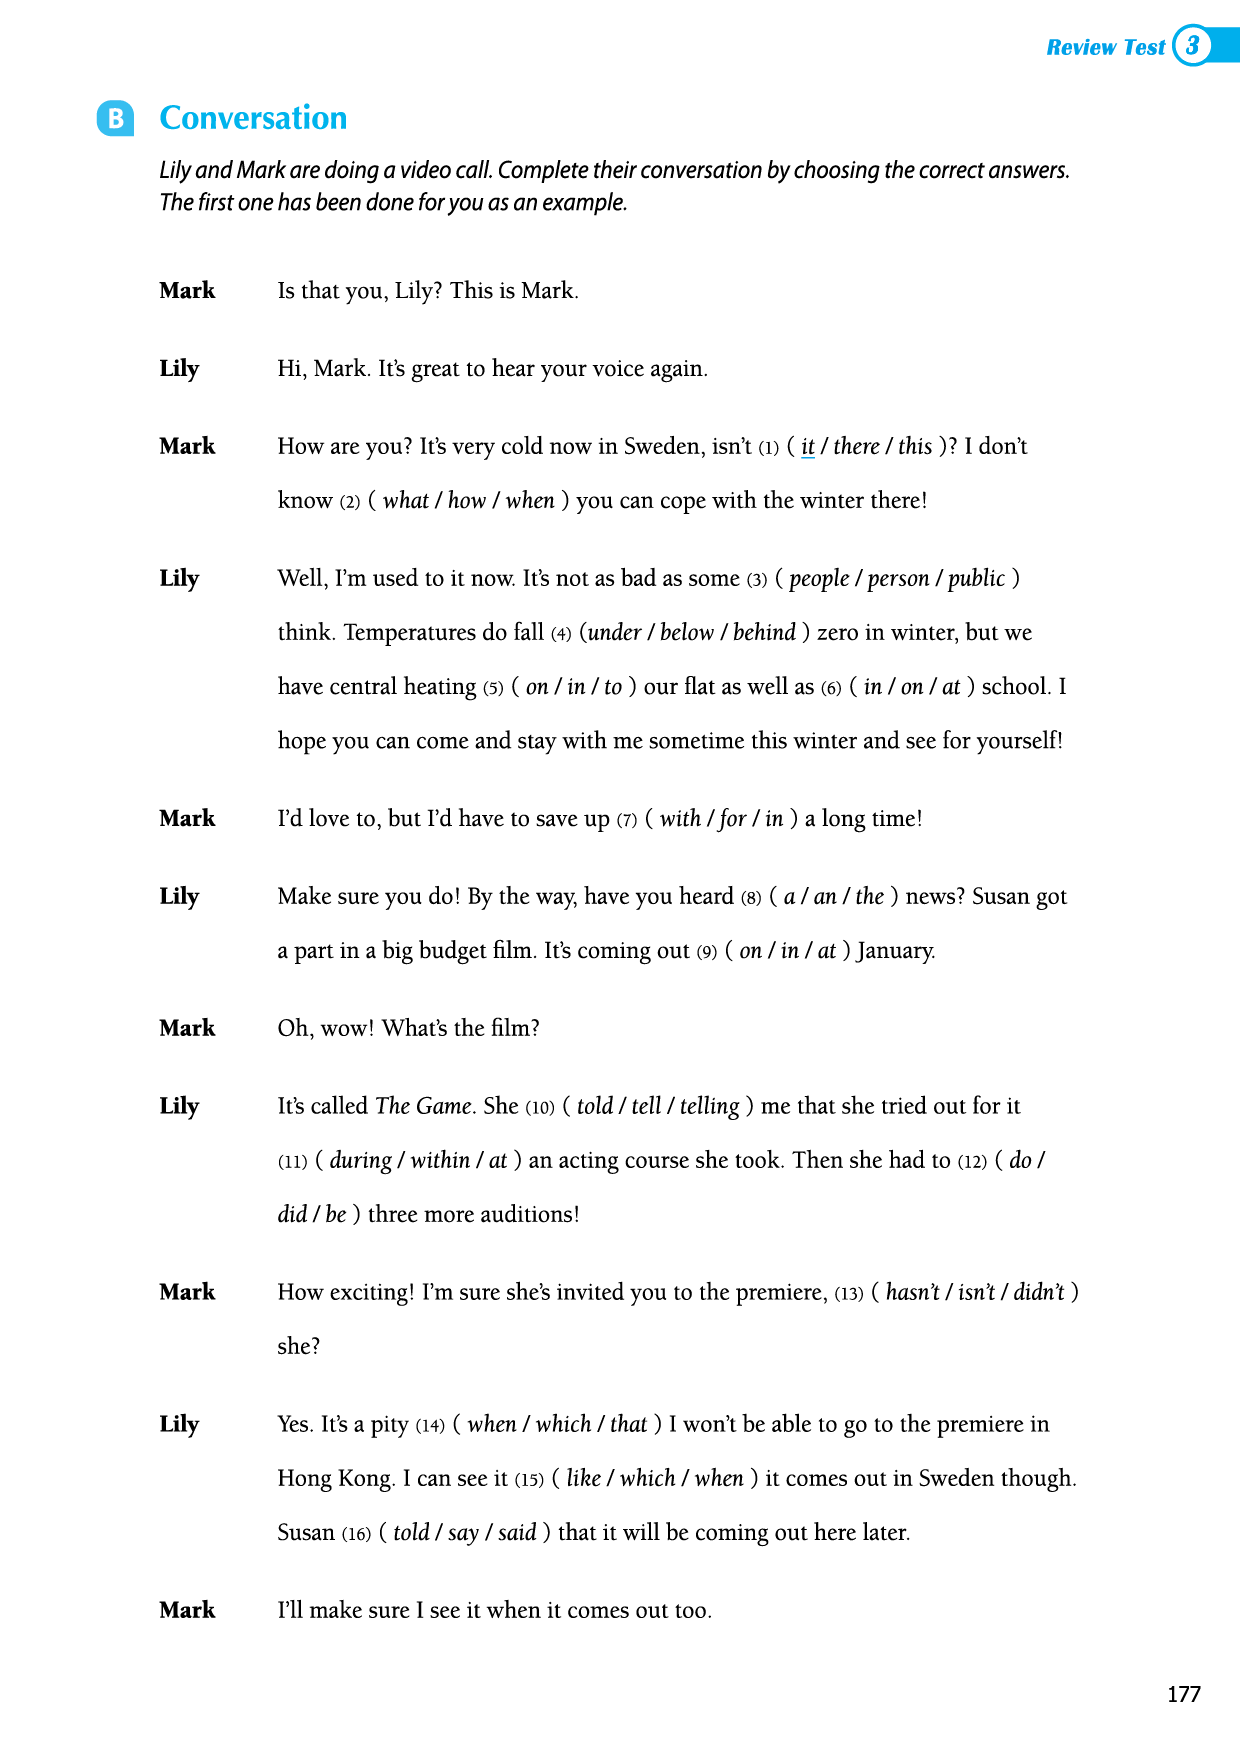 Review Test 3
B Conversation
Lily and Mark are doing a video call. Complete their conversation by choosing the correct answers.
The first one has been done for you as an example.
Mark Is that you, Lily? This is Mark.
Lily Hi, Mark. It’s great to hear your voice again.
Mark How are you? It’s very cold now in Sweden, isn’t (1) ( it / there / this )? I don’t
know (2) ( what / how / when ) you can cope with the winter there!
Lily Well, I’m used to it now. It’s not as bad as some (3) ( people / person / public )
think. Temperatures do fall (4) (under / below / behind ) zero in winter, but we
have central heating (5) ( on / in / to ) our flat as well as (6) ( in / on / at ) school. I
hope you can come and stay with me sometime this winter and see for yourself!
Mark I’d love to, but I’d have to save up (7) ( with / for / in ) a long time!
Lily Make sure you do! By the way, have you heard (8) ( a / an / the ) news? Susan got
a part in a big budget film. It’s coming out (9) ( on / in / at ) January.
Mark Oh, wow! What’s the film?
Lily It’s called The Game. She (10) ( told / tell / telling ) me that she tried out for it
(11) ( during / within / at ) an acting course she took. Then she had to (12) ( do /
did / be ) three more auditions!
Mark How exciting! I’m sure she’s invited you to the premiere, (13) ( hasn’t / isn’t / didn’t )
she?
Lily Yes. It’s a pity (14) ( when / which / that ) I won’t be able to go to the premiere in
Hong Kong. I can see it (15) ( like / which / when ) it comes out in Sweden though.
Susan (16) ( told / say / said ) that it will be coming out here later.
Mark I’ll make sure I see it when it comes out too.
177